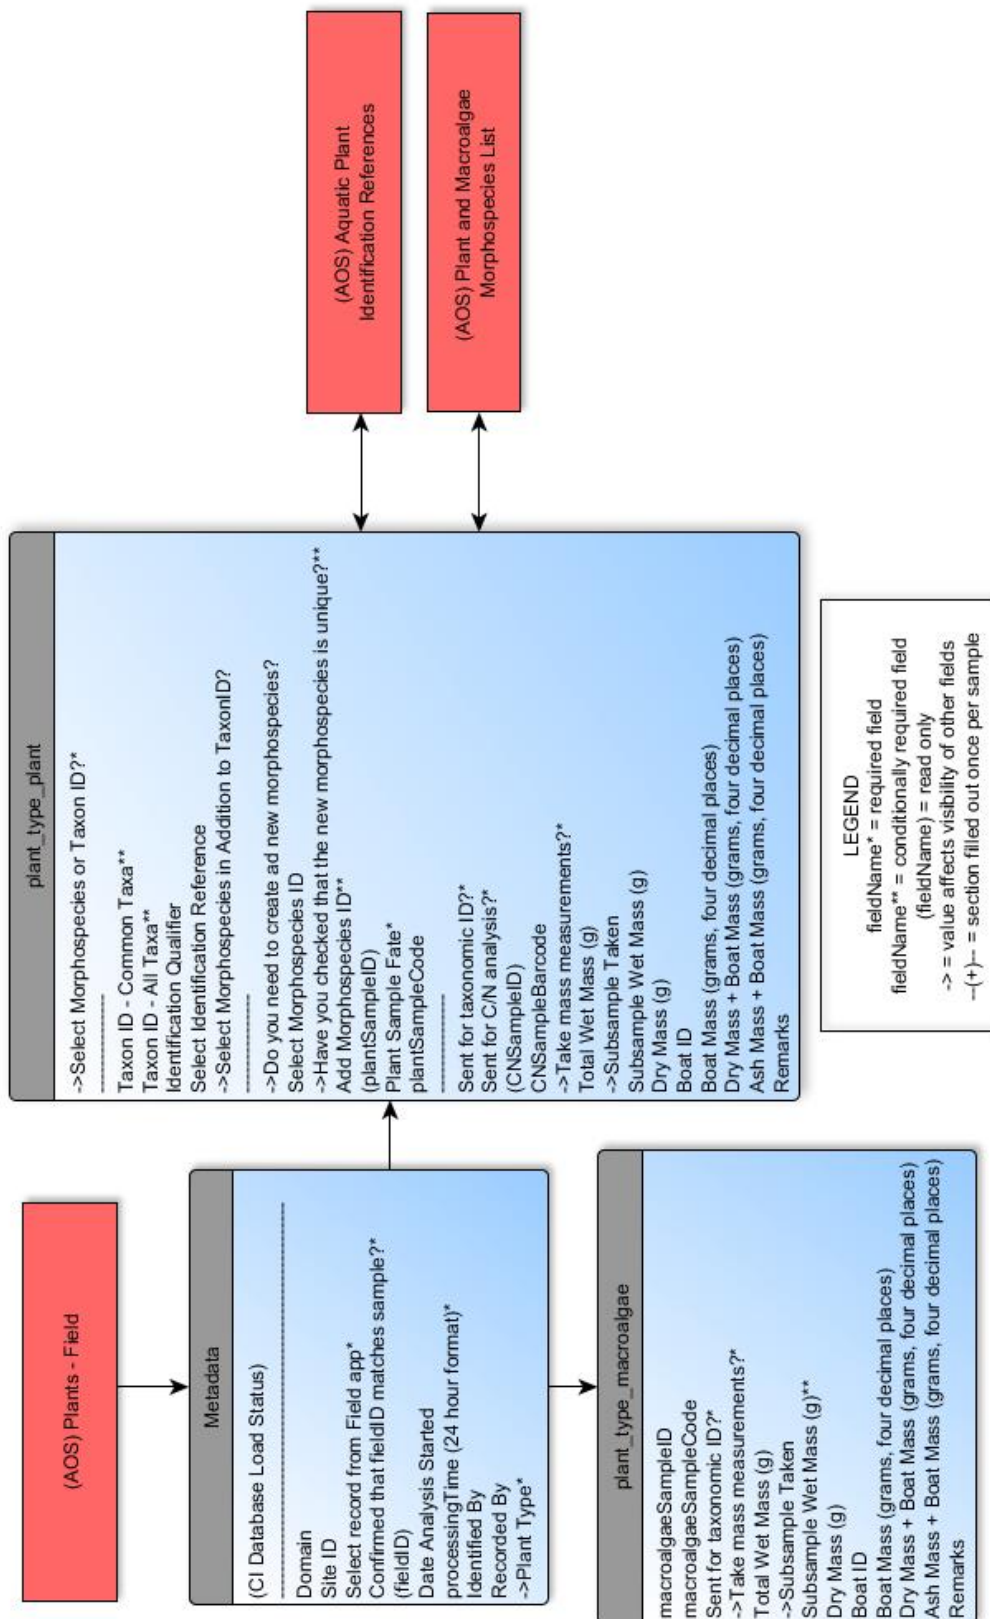 (AOS) Plants - Field
Metadata
(CI Database Load Status)
Domain
Site ID
Select record from Field app*
Confirmed that fieldID matches sample?*
(fieldID)
Date Analysis Started
processingTime (24 hour format)*
Identified By
Recorded By
->Plant Type*
plant_type_macroalgae
macroalgaeSampleID
macroalgaeSampleCode
Sent for taxonomic ID?*
->Take mass measurements?*
Total Wet Mass (g)
->Subsample Taken
Subsample Wet Mass (g)**
Dry Mass (g)
Boat ID
Boat Mass (grams, four decimal places)
Dry Mass + Boat Mass (grams, four decimal places)
Ash Mass + Boat Mass (grams, four decimal places)
Remarks
plant_type_plant
->Select Morphospecies or Taxon ID?*
Taxon ID - Common Taxa**
Taxon ID - All Taxa**
Identification Qualifier
Select Identification Reference
->Select Morphospecies in Addition to TaxonID?
->Do you need to create ad new morphospecies?
Select Morphospecies ID
->Have you checked that the new morphospecies is unique?**
Add Morhospecies ID**
(plantSampleID)
Plant Sample Fate*
plantSampleCode
Sent for taxonomic ID?*
Sent for C/N analysis?*
(CNSampleID)
CNSampleBarcode
->Take mass measurements?*
Total Wet Mass (g)
->Subsample Taken
Subsample Wet Mass (g)
Dry Mass (g)
Boat ID
Boat Mass (grams, four decimal places)
Dry Mass + Boat Mass (grams, four decimal places)
Ash Mass + Boat Mass (grams, four decimal places)
Remarks
(AOS) Aquatic Plant
Identification References
(AOS) Plant and Macroalgae
Morphospecies List
LEGEND
fieldName* = required field
fieldName** = conditionally required field
(fieldName) = read only
-> = value affects visibility of other fields
--(+)-- = section filled out once per sample